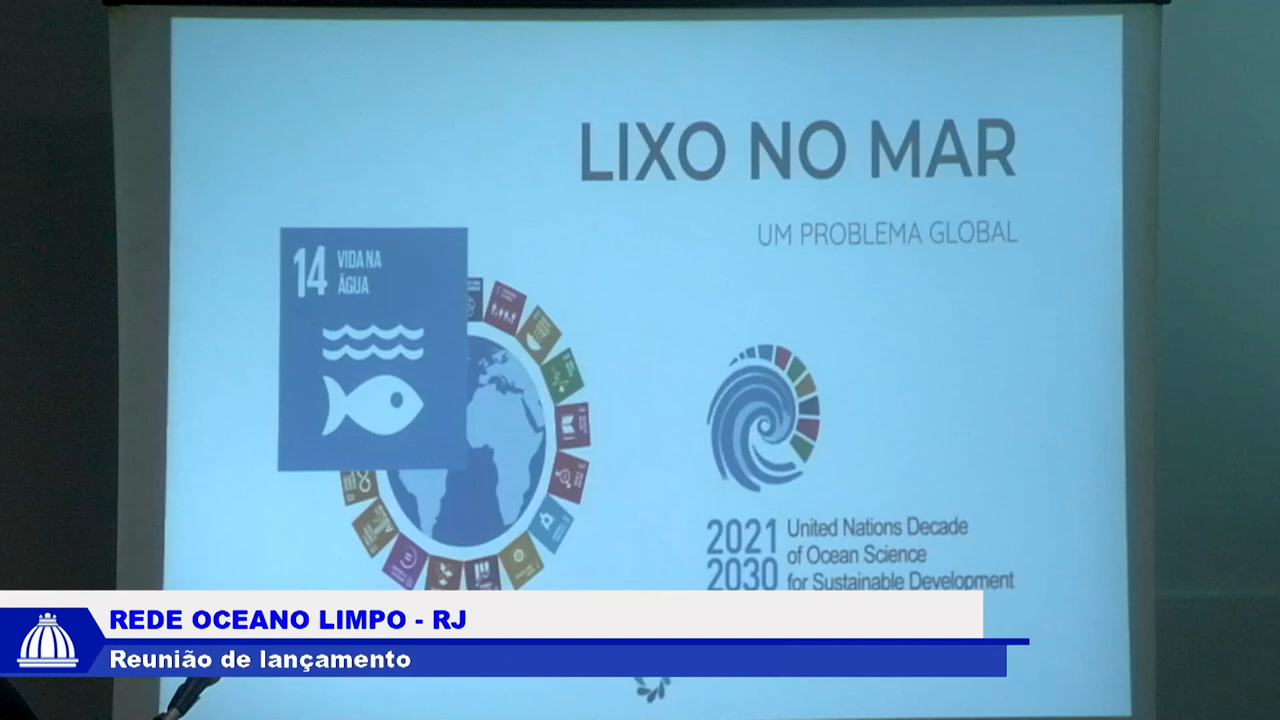 LIXO NO MAR
UM PROBLEMA GLOBAL
14 VIDA NA
ÁGUA
2021 United Nations Decade
of Ocean Science
2030 for Sustainable Development
REDE OCEANO LIMPO - RJ
Reunião de lançamento